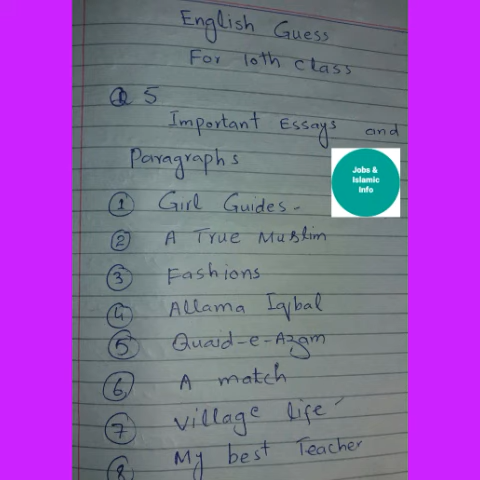 English Guess
For 10th class
Q 5
Important Essays and
Paragraphs
Jobs &
Islamic
Info
1 Girl Guides-
2 A True Muslim
3 Fashions
4 Allama Iqbal
5 Quaid-e-Azam
6 A match
7 village life
8 My best Teacher